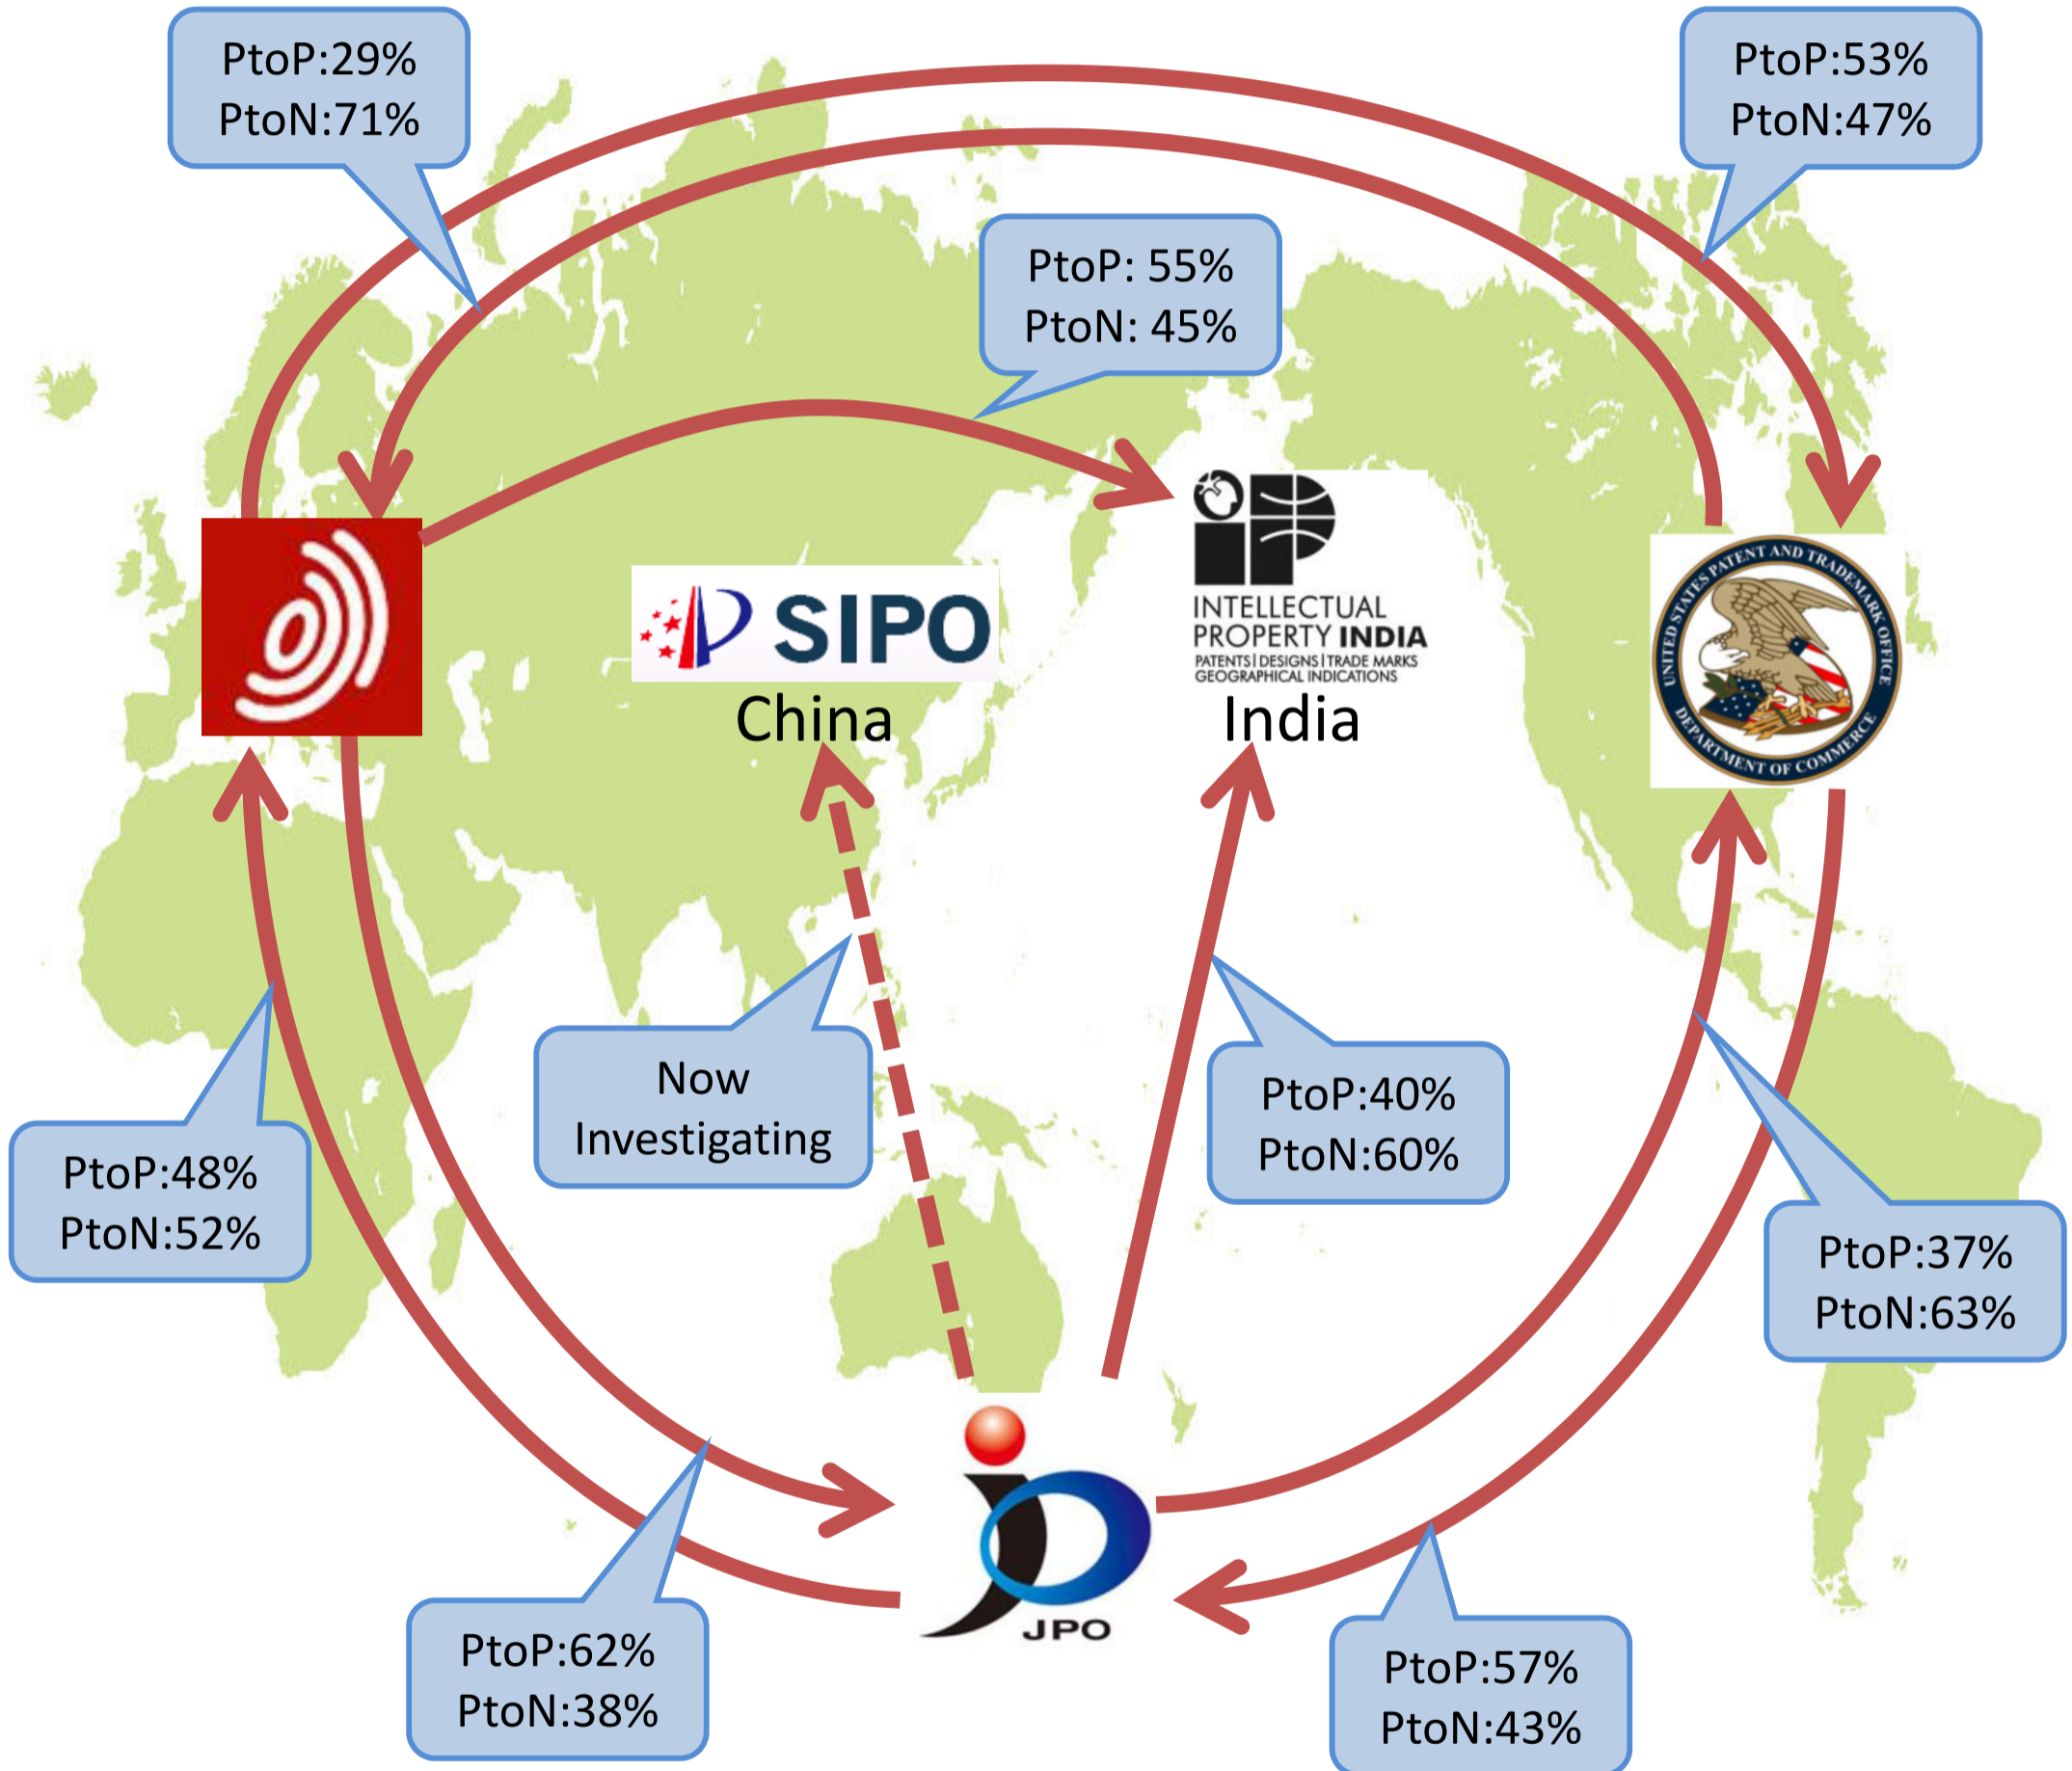 PtoP:29%
PtoN:71%
PtoP:53%
PtoN:47%
PtoP: 55%
PtoN: 45%
SIPO
China
iP
INTELLECTUAL
PROPERTY INDIA
PATENTS|DESIGNS|TRADE MARKS
GEOGRAPHICAL INDICATIONS
India
UNITED STATES PATENT AND TRADEMARK OFFICE
DEPARTMENT OF COMMERCE
Now
Investigating
PtoP:40%
PtoN:60%
PtoP:48%
PtoN:52%
PtoP:37%
PtoN:63%
JPO
PtoP:62%
PtoN:38%
PtoP:57%
PtoN:43%